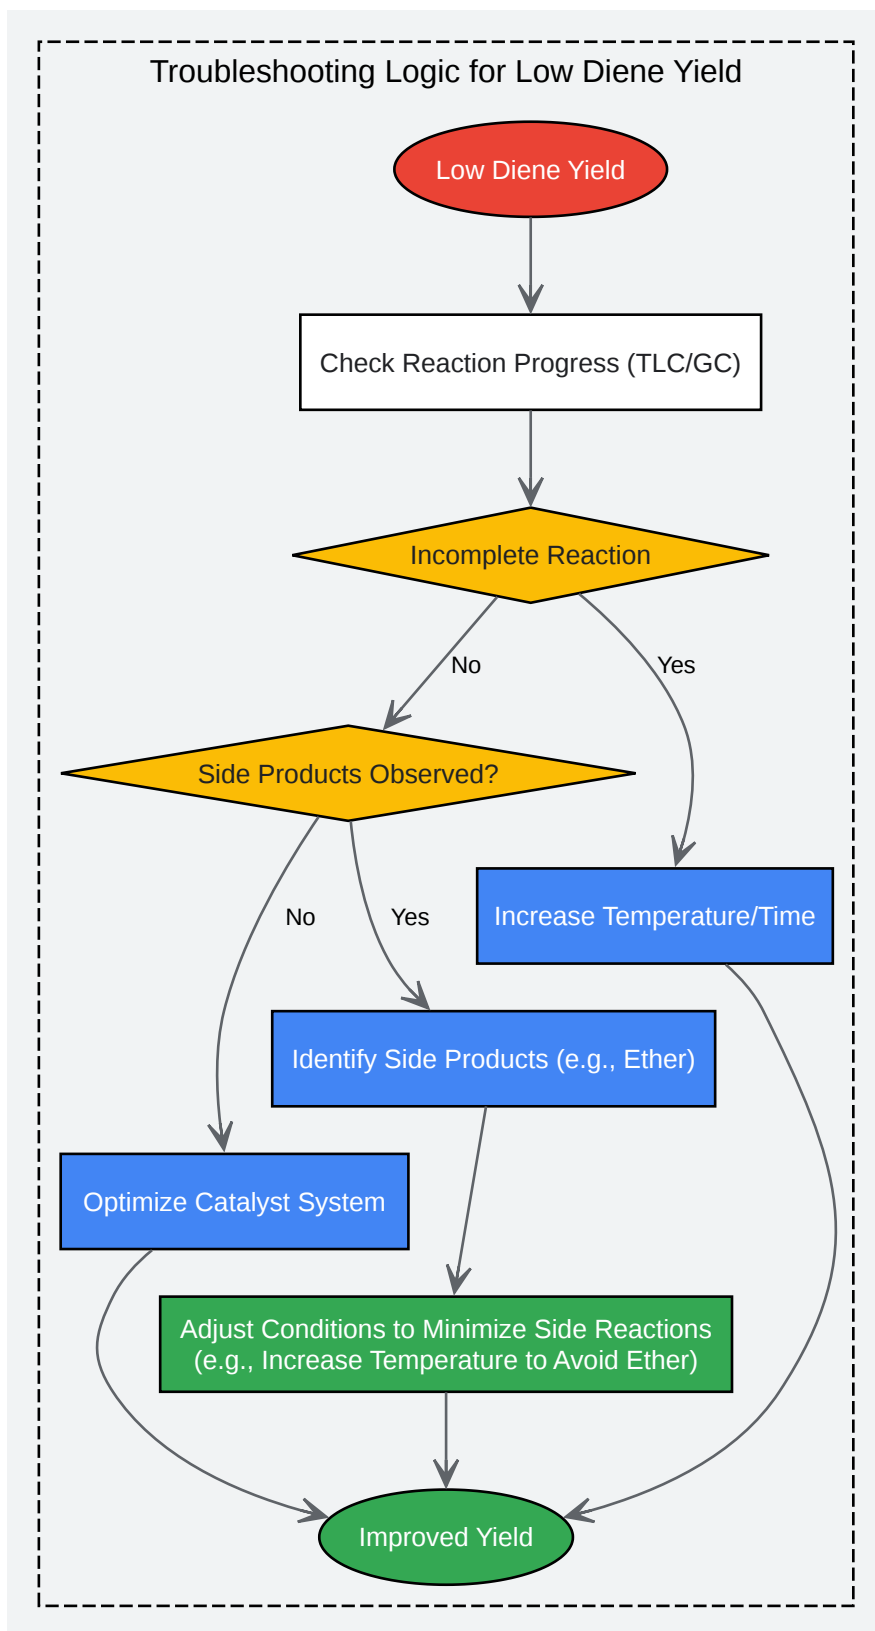 Troubleshooting Logic for Low Diene Yield
Low Diene Yield
Check Reaction Progress (TLC/GC)
Incomplete Reaction
No
Yes
Side Products Observed?
No
Yes
Increase Temperature/Time
Identify Side Products (e.g., Ether)
Optimize Catalyst System
Adjust Conditions to Minimize Side Reactions
(e.g., Increase Temperature to Avoid Ether)
Improved Yield